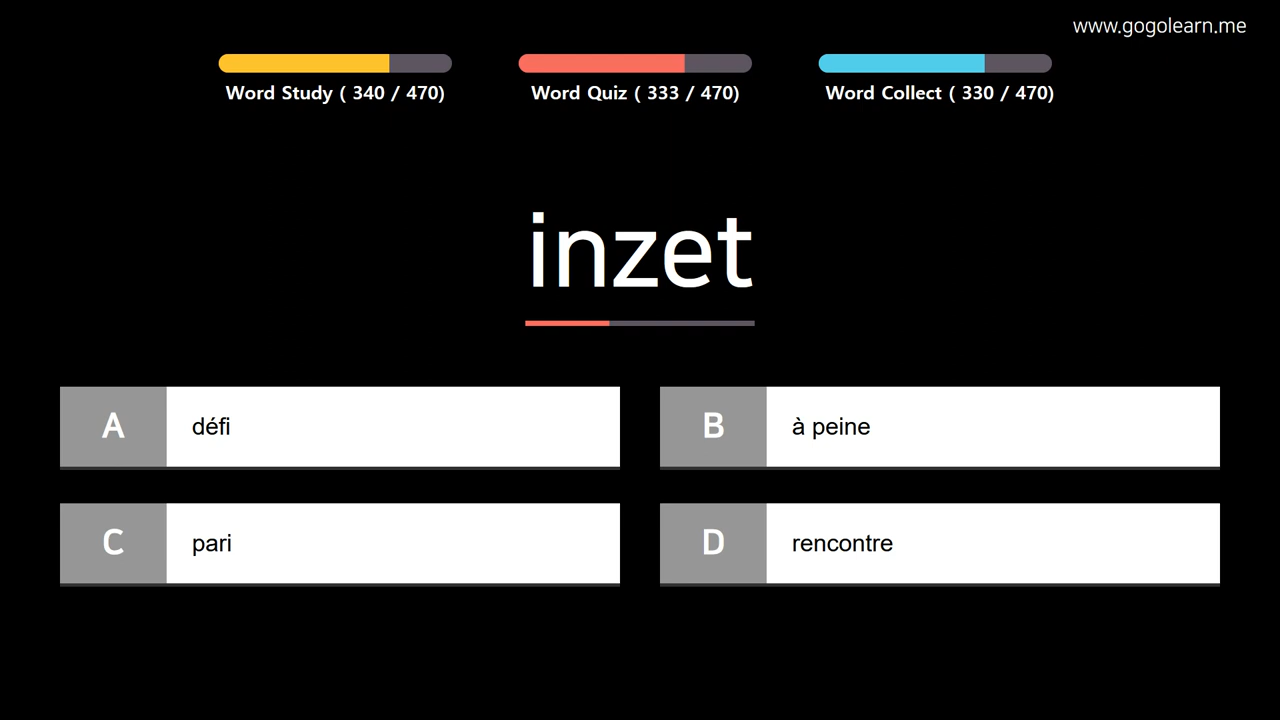 www.gogolearn.me
Word Study ( 340 / 470)
Word Quiz ( 333 / 470)
Word Collect ( 330 / 470)
inzet
A défi
B à peine
C pari
D rencontre